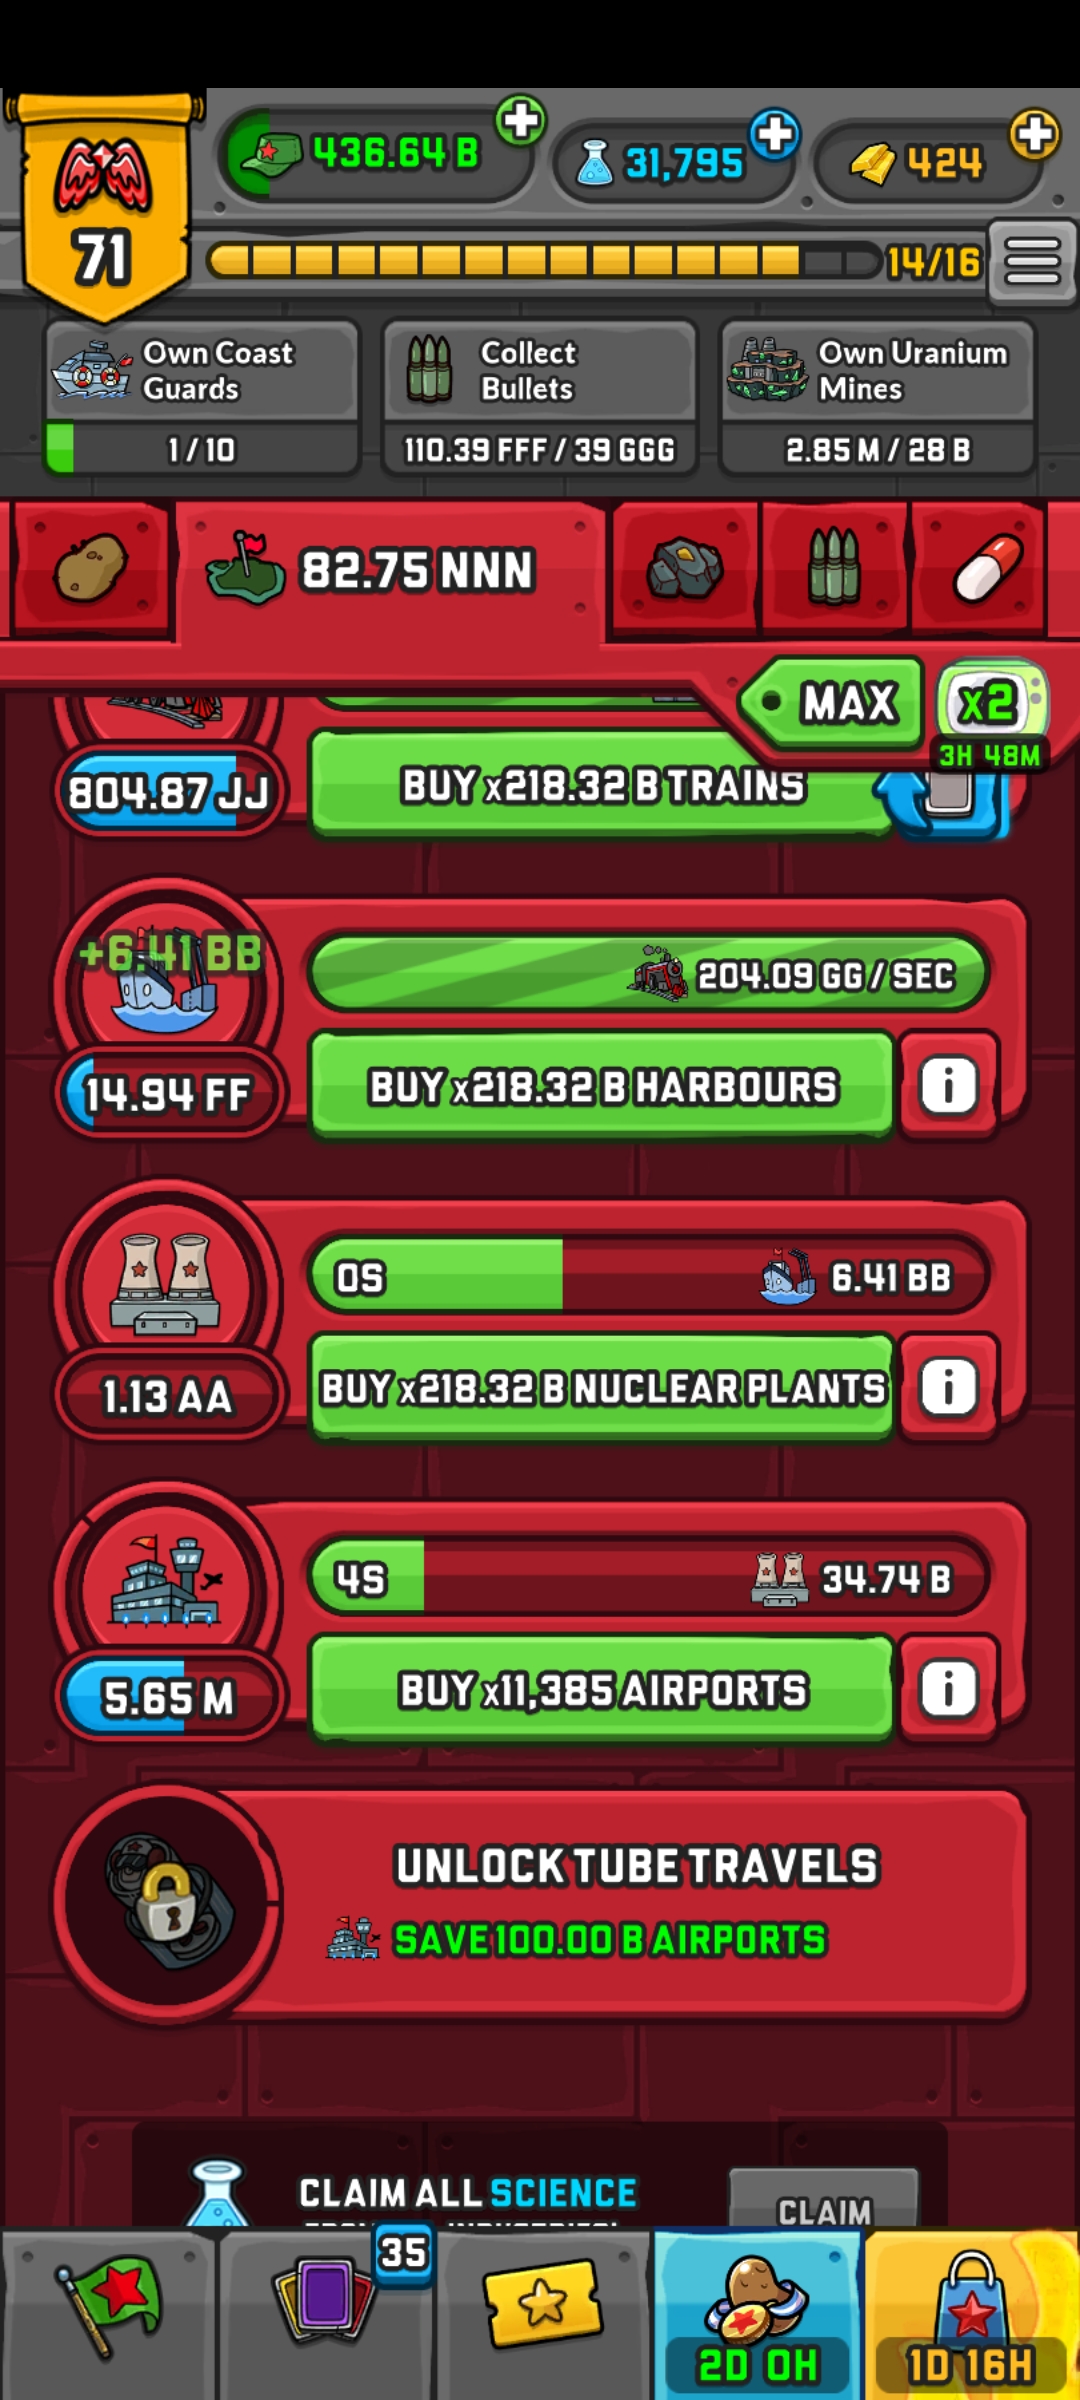 436.64 B
31,795
424
71
14/16
Own Coast
Guards
1/10
Collect
Bullets
110.39 FFF / 39 GGG
Own Uranium
Mines
2.85 M / 28 B
82.75 NNN
MAX
x2
3H 48M
804.87 JJ
BUY x218.32 B TRAINS
+6.41 BB
204.09 GG / SEC
14.94 FF
BUY x218.32 B HARBOURS
i
0S
6.41 BB
1.13 AA
BUY x218.32 B NUCLEAR PLANTS
i
4S
34.74 B
5.65 M
BUY x11,385 AIRPORTS
i
UNLOCK TUBE TRAVELS
SAVE 100.00 B AIRPORTS
CLAIM ALL SCIENCE
CLAIM
35
2D 0H
1D 16H